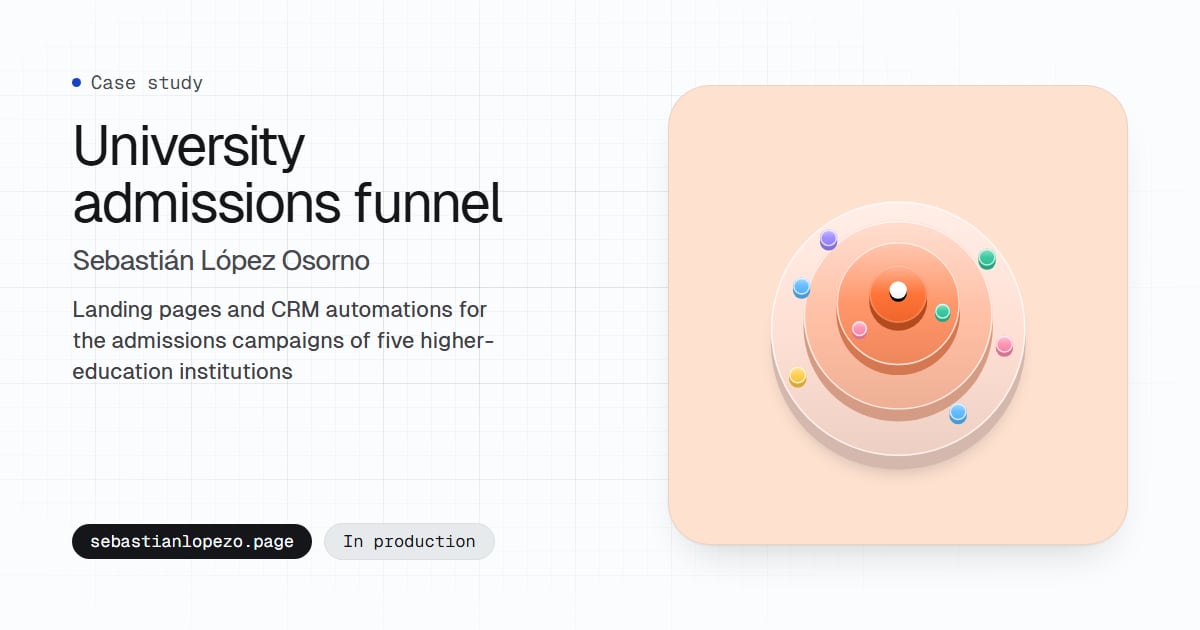 Case study
University
admissions funnel
Sebastián López Osorno
Landing pages and CRM automations for
the admissions campaigns of five higher-
education institutions
sebastianlopezo.page
In production